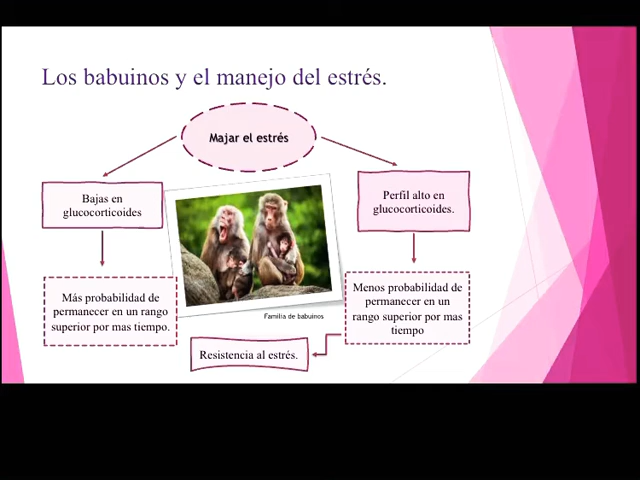 Los babuinos y el manejo del estrés.
Majar el estrés
Bajas en
glucocorticoides
Perfil alto en
glucocorticoides.
Más probabilidad de
permanecer en un rango
superior por mas tiempo.
Menos probabilidad de
permanecer en un
rango superior por mas
tiempo
Familia de babuinos
Resistencia al estrés.